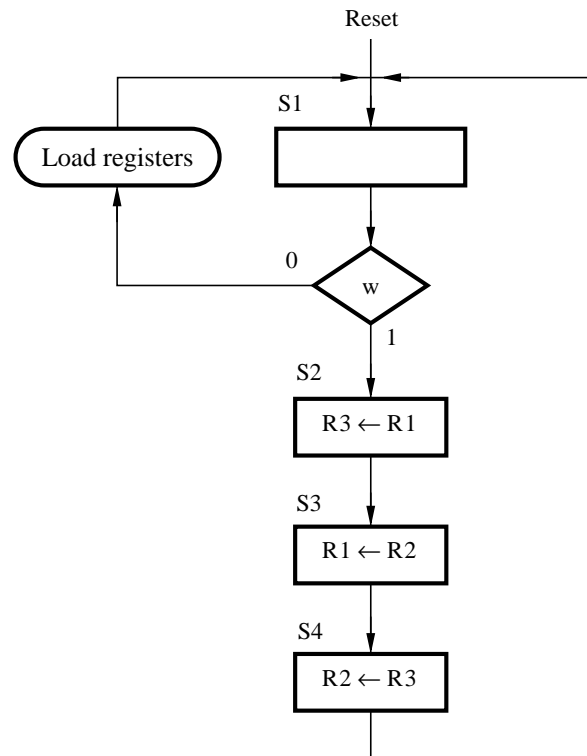 Reset
S1
Load registers
0
w
1
S2
R3 ← R1
S3
R1 ← R2
S4
R2 ← R3